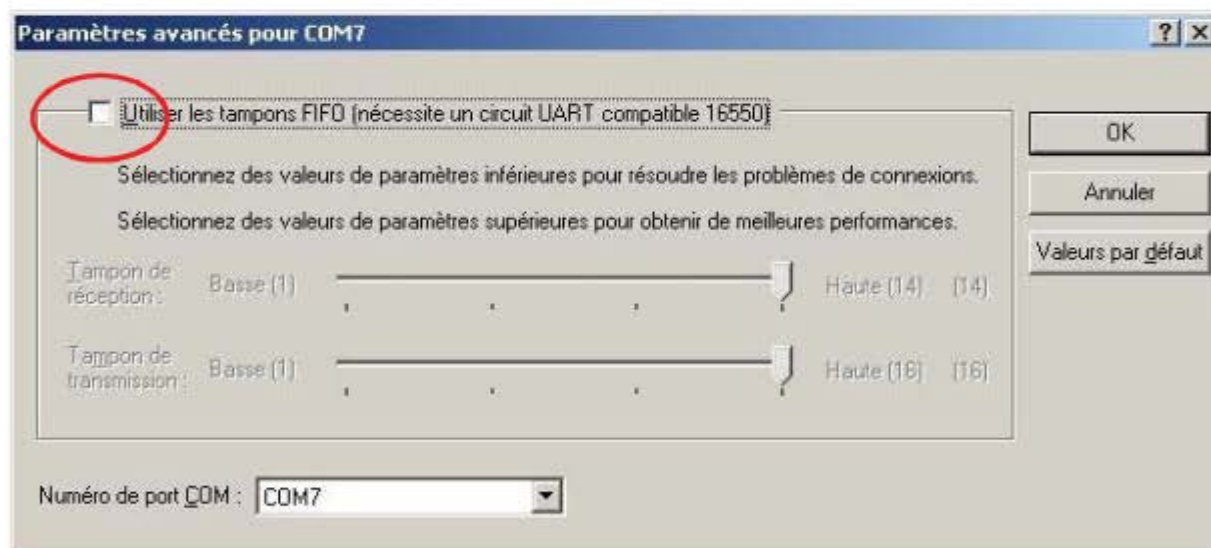 Paramètres avancés pour COM7
Utiliser les tampons FIFO (nécessite un circuit UART compatible 16550)
OK
Sélectionnez des valeurs de paramètres inférieures pour résoudre les problèmes de connexions.
Annuler
Sélectionnez des valeurs de paramètres supérieures pour obtenir de meilleures performances.
Valeurs par défaut
Tampon de
réception : Basse (1) Haute (14) (14)
Tampon de
transmission : Basse (1) Haute (16) (16)
Numéro de port COM : COM7